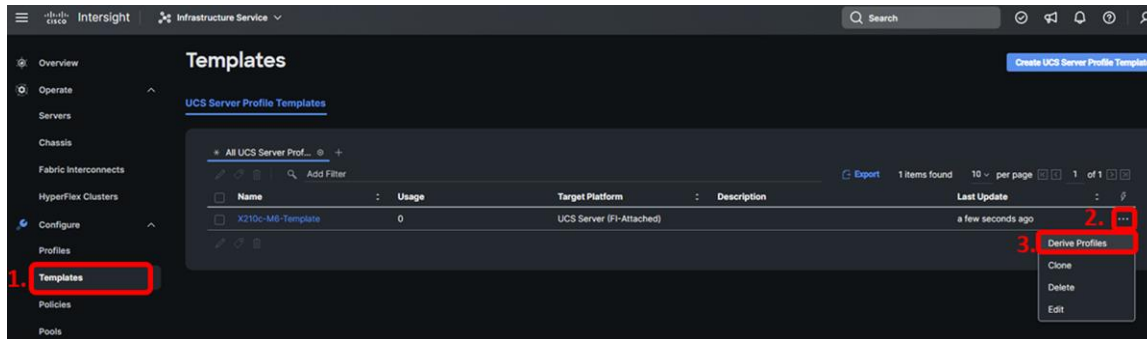 cisco Intersight Infrastructure Service Search
Overview
Operate
Servers
Chassis
Fabric Interconnects
HyperFlex Clusters
Configure
Profiles
1. Templates
Policies
Pools
Templates
Create UCS Server Profile Templat
UCS Server Profile Templates
All UCS Server Prof... +
Add Filter Export 1 items found 10 per page 1 of 1
Name Usage Target Platform Description Last Update
X210c-M6-Template 0 UCS Server (FI-Attached) a few seconds ago 2. ...
3. Derive Profiles
Clone
Delete
Edit